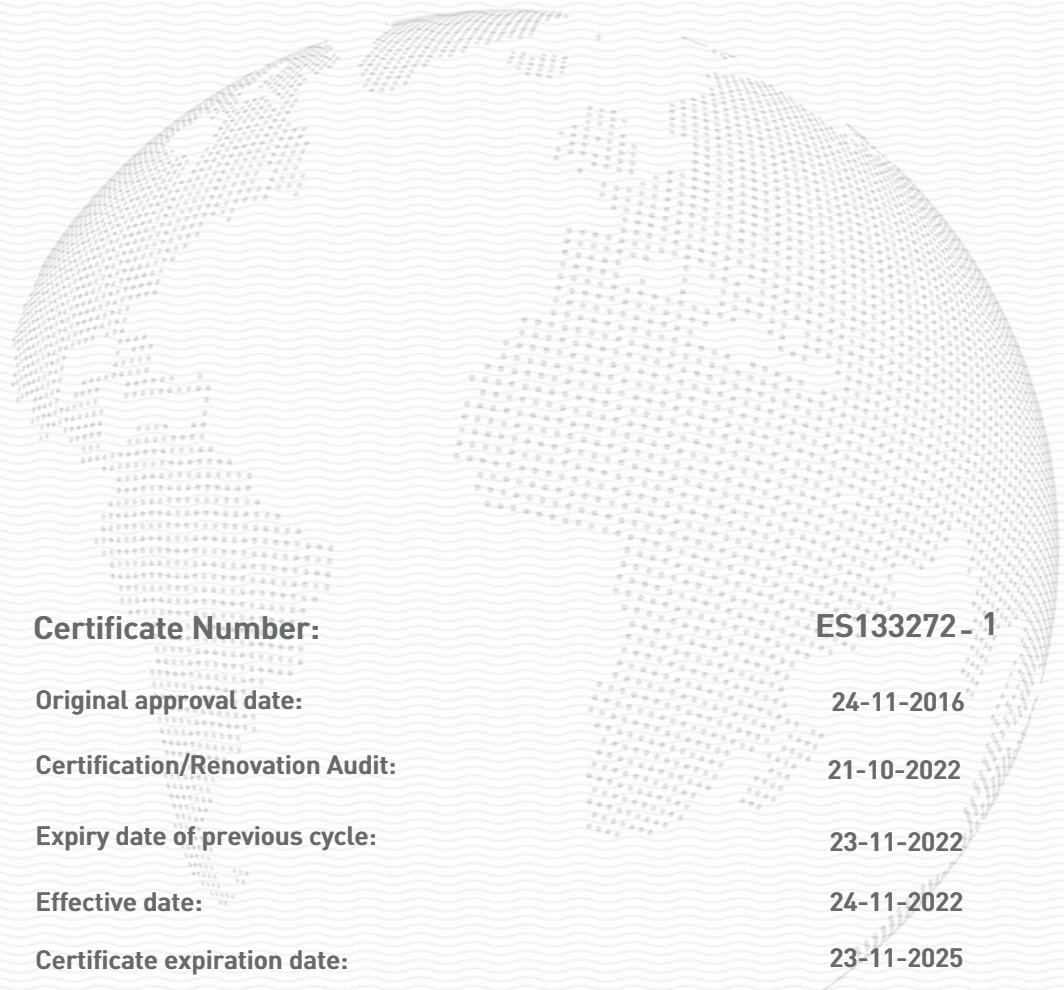 Certificate Number: ES133272- 1
Original approval date: 24-11-2016
Certification/Renovation Audit: 21-10-2022
Expiry date of previous cycle: 23-11-2022
Effective date: 24-11-2022
Certificate expiration date: 23-11-2025